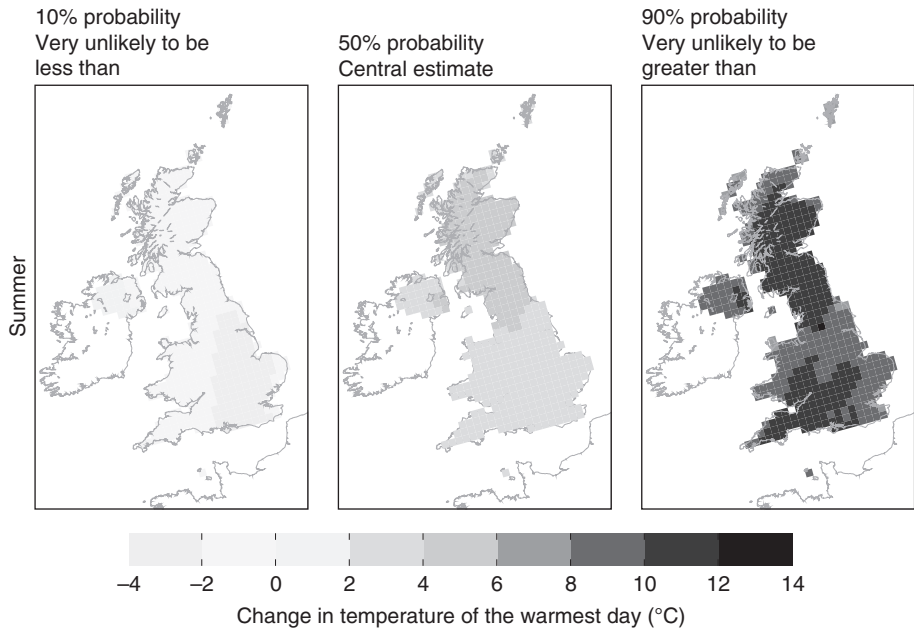 10% probability
Very unlikely to be
less than
50% probability
Central estimate
90% probability
Very unlikely to be
greater than
Summer
–4 –2 0 2 4 6 8 10 12 14
Change in temperature of the warmest day (°C)